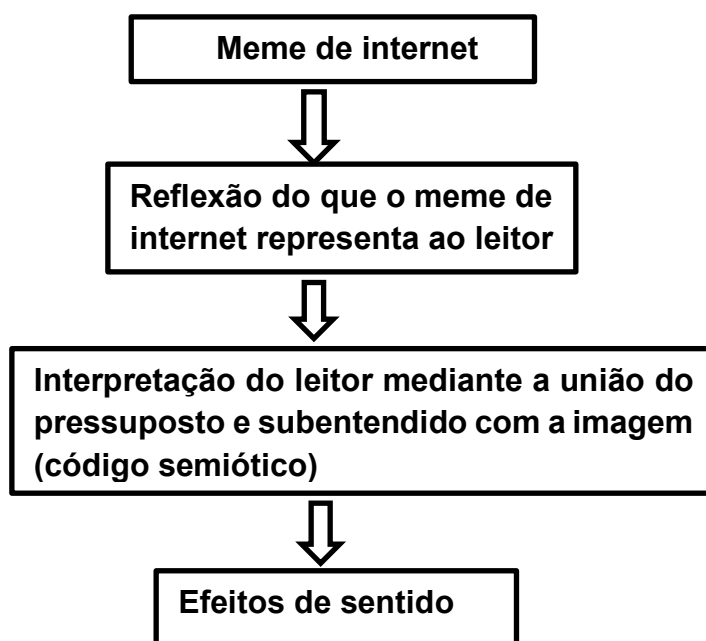 Meme de internet
Reflexão do que o meme de
internet representa ao leitor
Interpretação do leitor mediante a união do
pressuposto e subentendido com a imagem
(código semiótico)
Efeitos de sentido